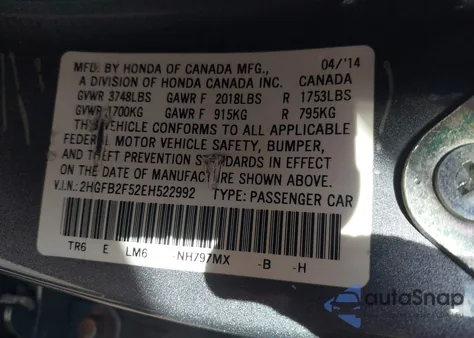 MFD. BY HONDA OF CANADA MFG., 04/'14
A DIVISION OF HONDA CANADA INC. CANADA
GVWR 3748LBS GAWR F 2018LBS R 1753LBS
GVWR 1700KG GAWR F 915KG R 795KG
THIS VEHICLE CONFORMS TO ALL APPLICABLE
FEDERAL MOTOR VEHICLE SAFETY, BUMPER,
AND THEFT PREVENTION STANDARDS IN EFFECT
ON THE DATE OF MANUFACTURE SHOWN ABOVE.
V.I.N.: 2HGFB2F52EH522992 TYPE: PASSENGER CAR
TR6 E LM6 -NH797MX -B -H
autaSnap